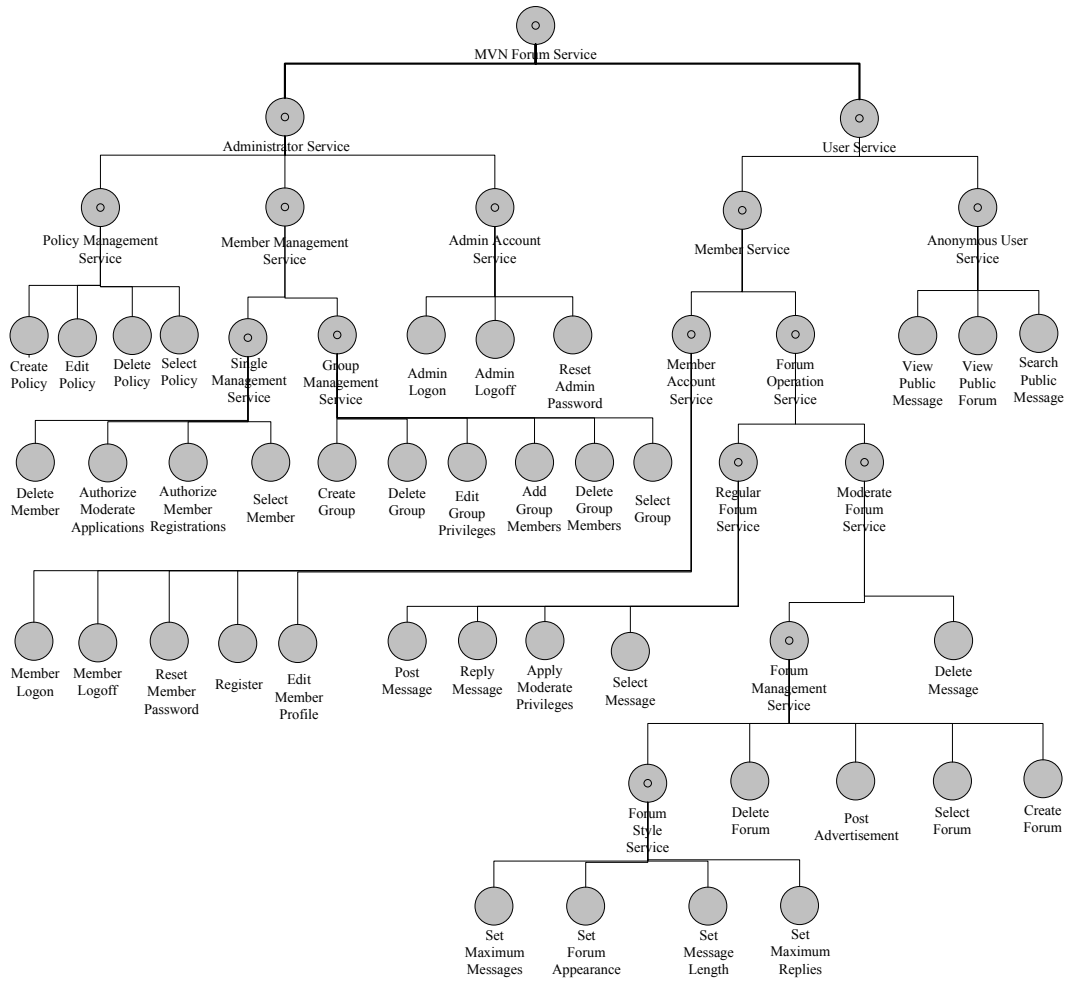 MVN Forum Service
Administrator Service
User Service
Policy Management
Service
Member Management
Service
Admin Account
Service
Member Service
Anonymous User
Service
Create
Policy
Edit
Policy
Delete
Policy
Select
Policy
Single
Management
Service
Group
Management
Service
Admin
Logon
Admin
Logoff
Reset
Admin
Password
Member
Account
Service
Forum
Operation
Service
View
Public
Message
View
Public
Forum
Search
Public
Message
Delete
Member
Authorize
Moderate
Applications
Authorize
Member
Registrations
Select
Member
Create
Group
Delete
Group
Edit
Group
Privileges
Add
Group
Members
Delete
Group
Members
Select
Group
Regular
Forum
Service
Moderate
Forum
Service
Member
Logon
Member
Logoff
Reset
Member
Password
Register
Edit
Member
Profile
Post
Message
Reply
Message
Apply
Moderate
Privileges
Select
Message
Forum
Management
Service
Delete
Message
Forum
Style
Service
Delete
Forum
Post
Advertisement
Select
Forum
Create
Forum
Set
Maximum
Messages
Set
Forum
Appearance
Set
Message
Length
Set
Maximum
Replies